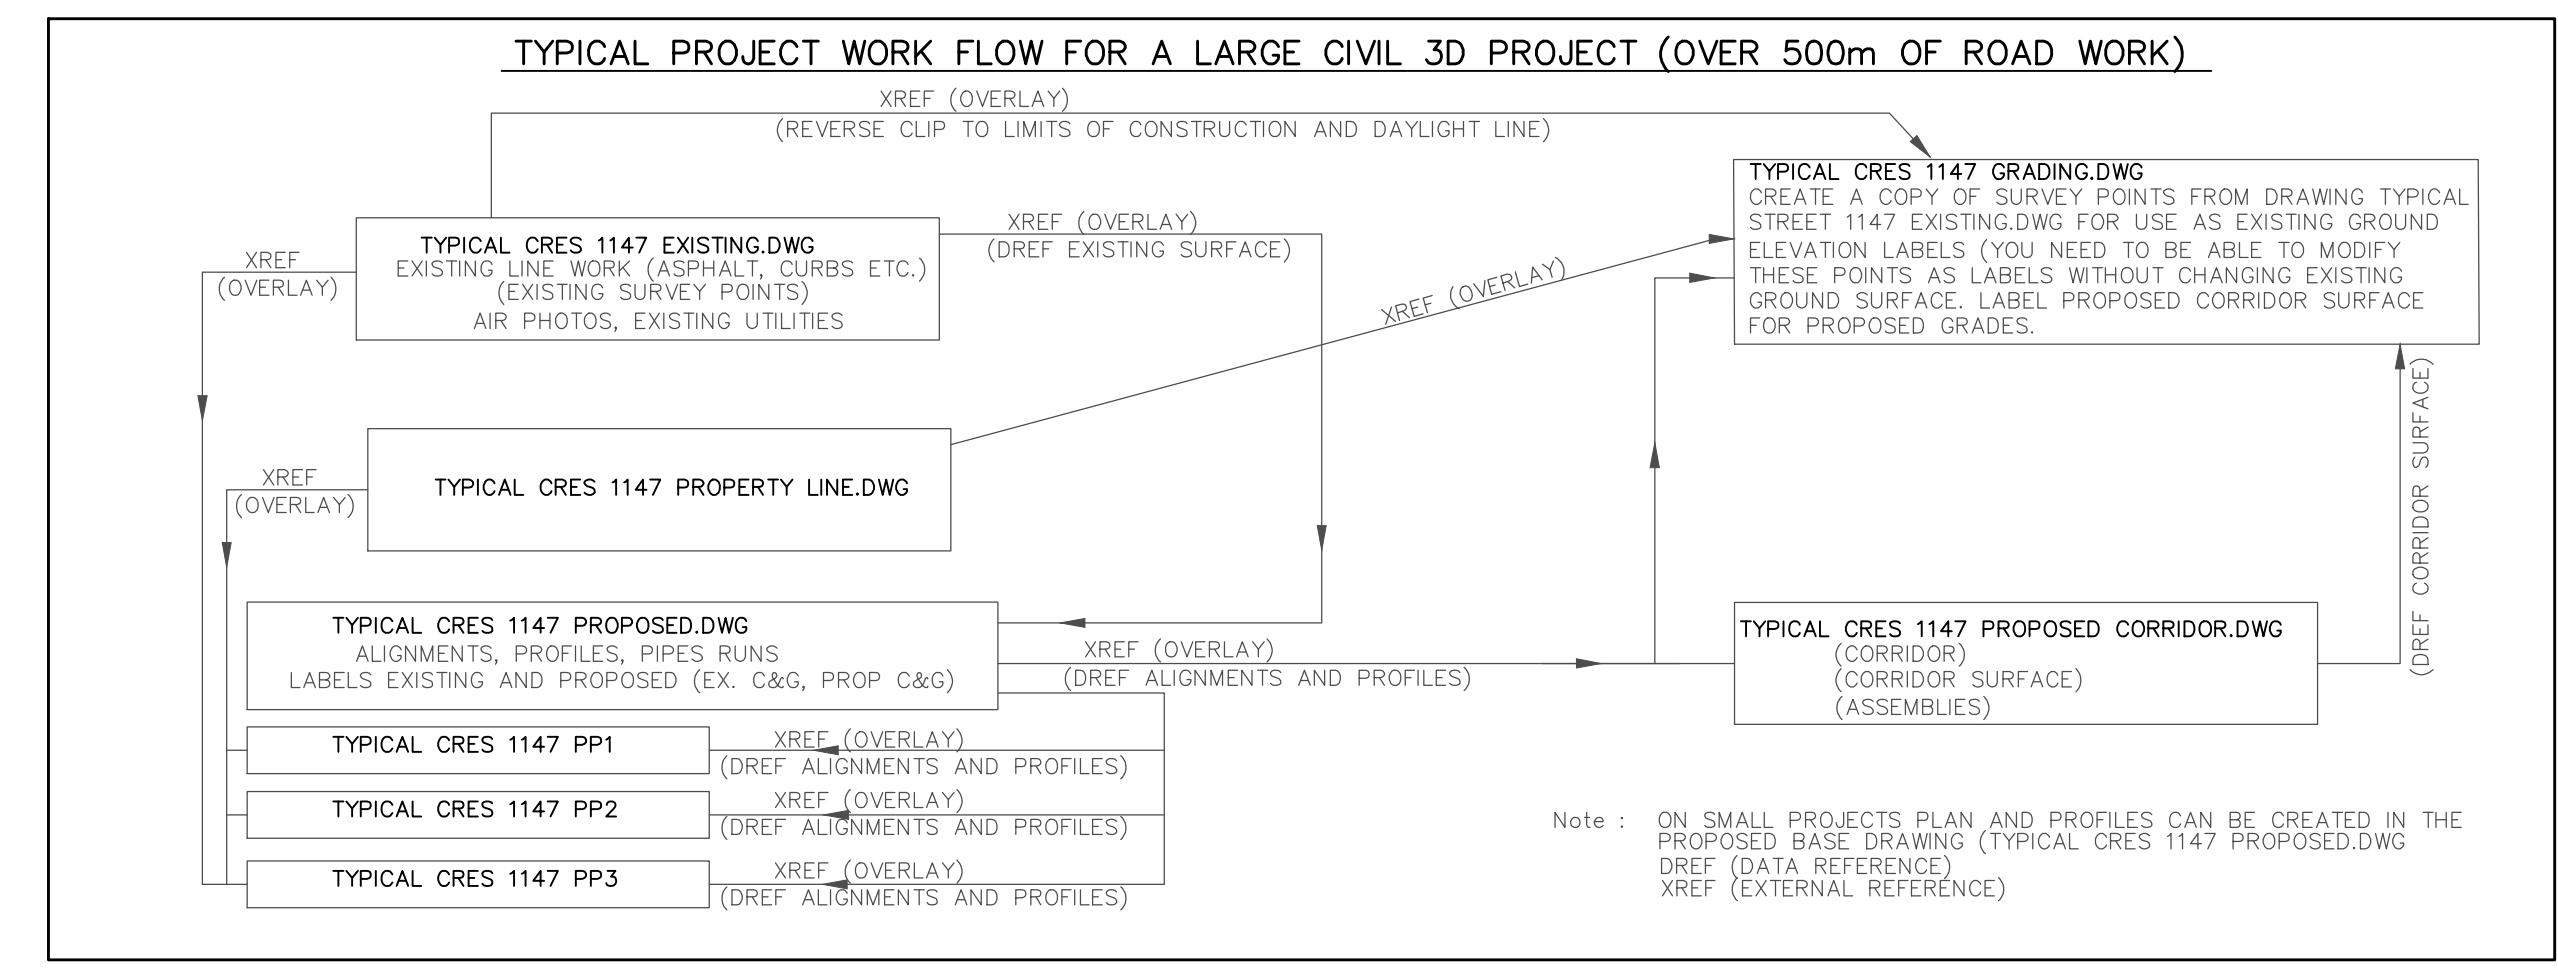 TYPICAL PROJECT WORK FLOW FOR A LARGE CIVIL 3D PROJECT (OVER 500m OF ROAD WORK)
XREF (OVERLAY)
(REVERSE CLIP TO LIMITS OF CONSTRUCTION AND DAYLIGHT LINE)
TYPICAL CRES 1147 GRADING.DWG
CREATE A COPY OF SURVEY POINTS FROM DRAWING TYPICAL
STREET 1147 EXISTING.DWG FOR USE AS EXISTING GROUND
ELEVATION LABELS (YOU NEED TO BE ABLE TO MODIFY
THESE POINTS AS LABELS WITHOUT CHANGING EXISTING
GROUND SURFACE. LABEL PROPOSED CORRIDOR SURFACE
FOR PROPOSED GRADES.
XREF (OVERLAY)
(DREF EXISTING SURFACE)
TYPICAL CRES 1147 EXISTING.DWG
EXISTING LINE WORK (ASPHALT, CURBS ETC.)
(EXISTING SURVEY POINTS)
AIR PHOTOS, EXISTING UTILITIES
XREF
(OVERLAY)
XREF (OVERLAY)
(DREF CORRIDOR SURFACE)
XREF
(OVERLAY)
TYPICAL CRES 1147 PROPERTY LINE.DWG
TYPICAL CRES 1147 PROPOSED.DWG
ALIGNMENTS, PROFILES, PIPES RUNS
LABELS EXISTING AND PROPOSED (EX. C&G, PROP C&G)
XREF (OVERLAY)
(DREF ALIGNMENTS AND PROFILES)
TYPICAL CRES 1147 PROPOSED CORRIDOR.DWG
(CORRIDOR)
(CORRIDOR SURFACE)
(ASSEMBLIES)
TYPICAL CRES 1147 PP1
XREF (OVERLAY)
(DREF ALIGNMENTS AND PROFILES)
TYPICAL CRES 1147 PP2
XREF (OVERLAY)
(DREF ALIGNMENTS AND PROFILES)
TYPICAL CRES 1147 PP3
XREF (OVERLAY)
(DREF ALIGNMENTS AND PROFILES)
Note : ON SMALL PROJECTS PLAN AND PROFILES CAN BE CREATED IN THE
PROPOSED BASE DRAWING (TYPICAL CRES 1147 PROPOSED.DWG
DREF (DATA REFERENCE)
XREF (EXTERNAL REFERENCE)